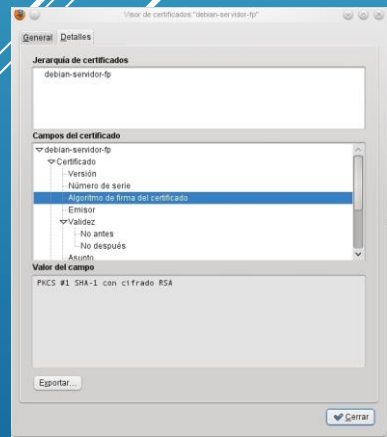 Visor de certificados:"debian-servidor-fp"
General Detalles
Jerarquía de certificados
debian-servidor-fp
Campos del certificado
debian-servidor-fp
Certificado
Versión
Número de serie
Algoritmo de firma del certificado
Emisor
Validez
No antes
No después
Asunto
Valor del campo
PKCS #1 SHA-1 con cifrado RSA
Exportar...
Cerrar